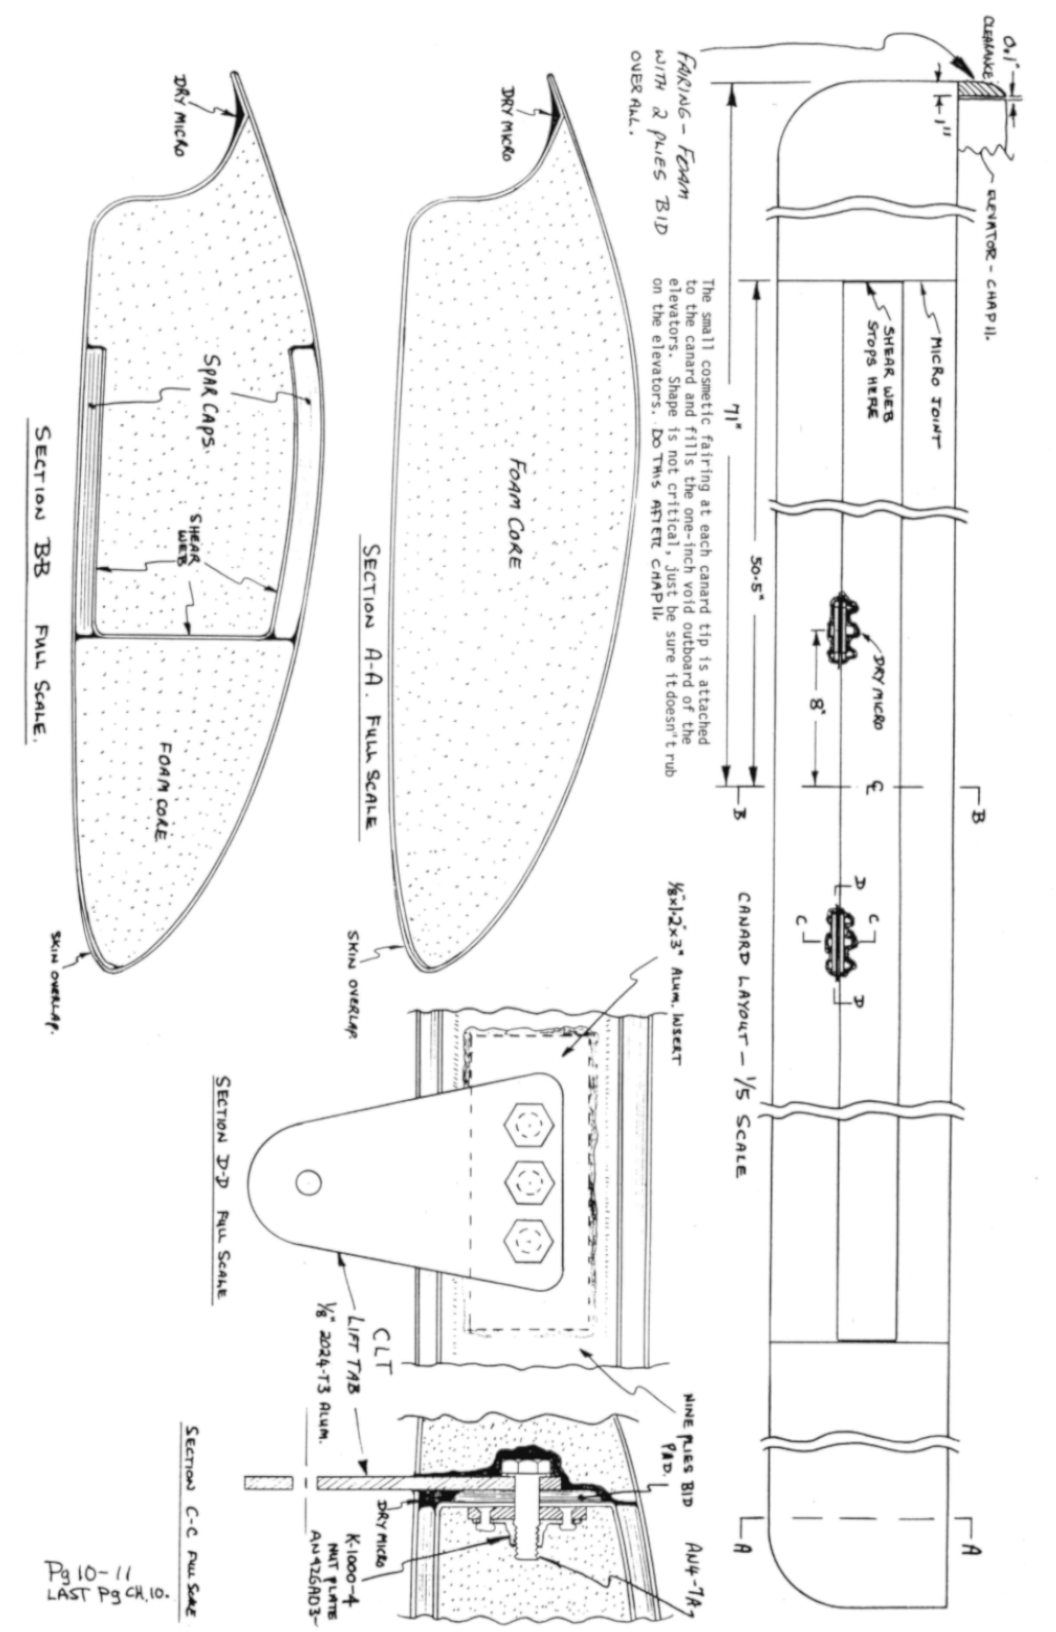 0.1"
CLEARANCE
1"
ELEVATOR - CHAP 11.
FAIRING - FOAM
WITH 2 PLIES BID
OVER ALL.
The small cosmetic fairing at each canard tip is attached
to the canard and fills the one-inch void outboard of the
elevators. Shape is not critical, just be sure it doesn't rub
on the elevators. DO THIS AFTER CHAP 11.
MICRO JOINT
SHEAR WEB
STOPS HERE
71"
50.5"
DRY MICRO
8"
B
B
D
D
C
C
A
A
CANARD LAYOUT - 1/5 SCALE
DRY MICRO
FOAM CORE
SKIN OVERLAP.
SECTION A-A. FULL SCALE
DRY MICRO
SPAR CAPS.
SHEAR
WEB
FOAM CORE
SKIN OVERLAP.
SECTION B-B FULL SCALE.
1/8"x1.2"x3" ALUM. INSERT
SECTION D-D FULL SCALE
CLT
LIFT TAB
1/8" 2024-T3 ALUM.
NINE PLIES BID
PAD.
AN4-7A
DRY MICRO
K-1000-4
NUT PLATE
AN426AD3-
SECTION C-C FULL SCALE
Pg 10-11
LAST Pg CH. 10.